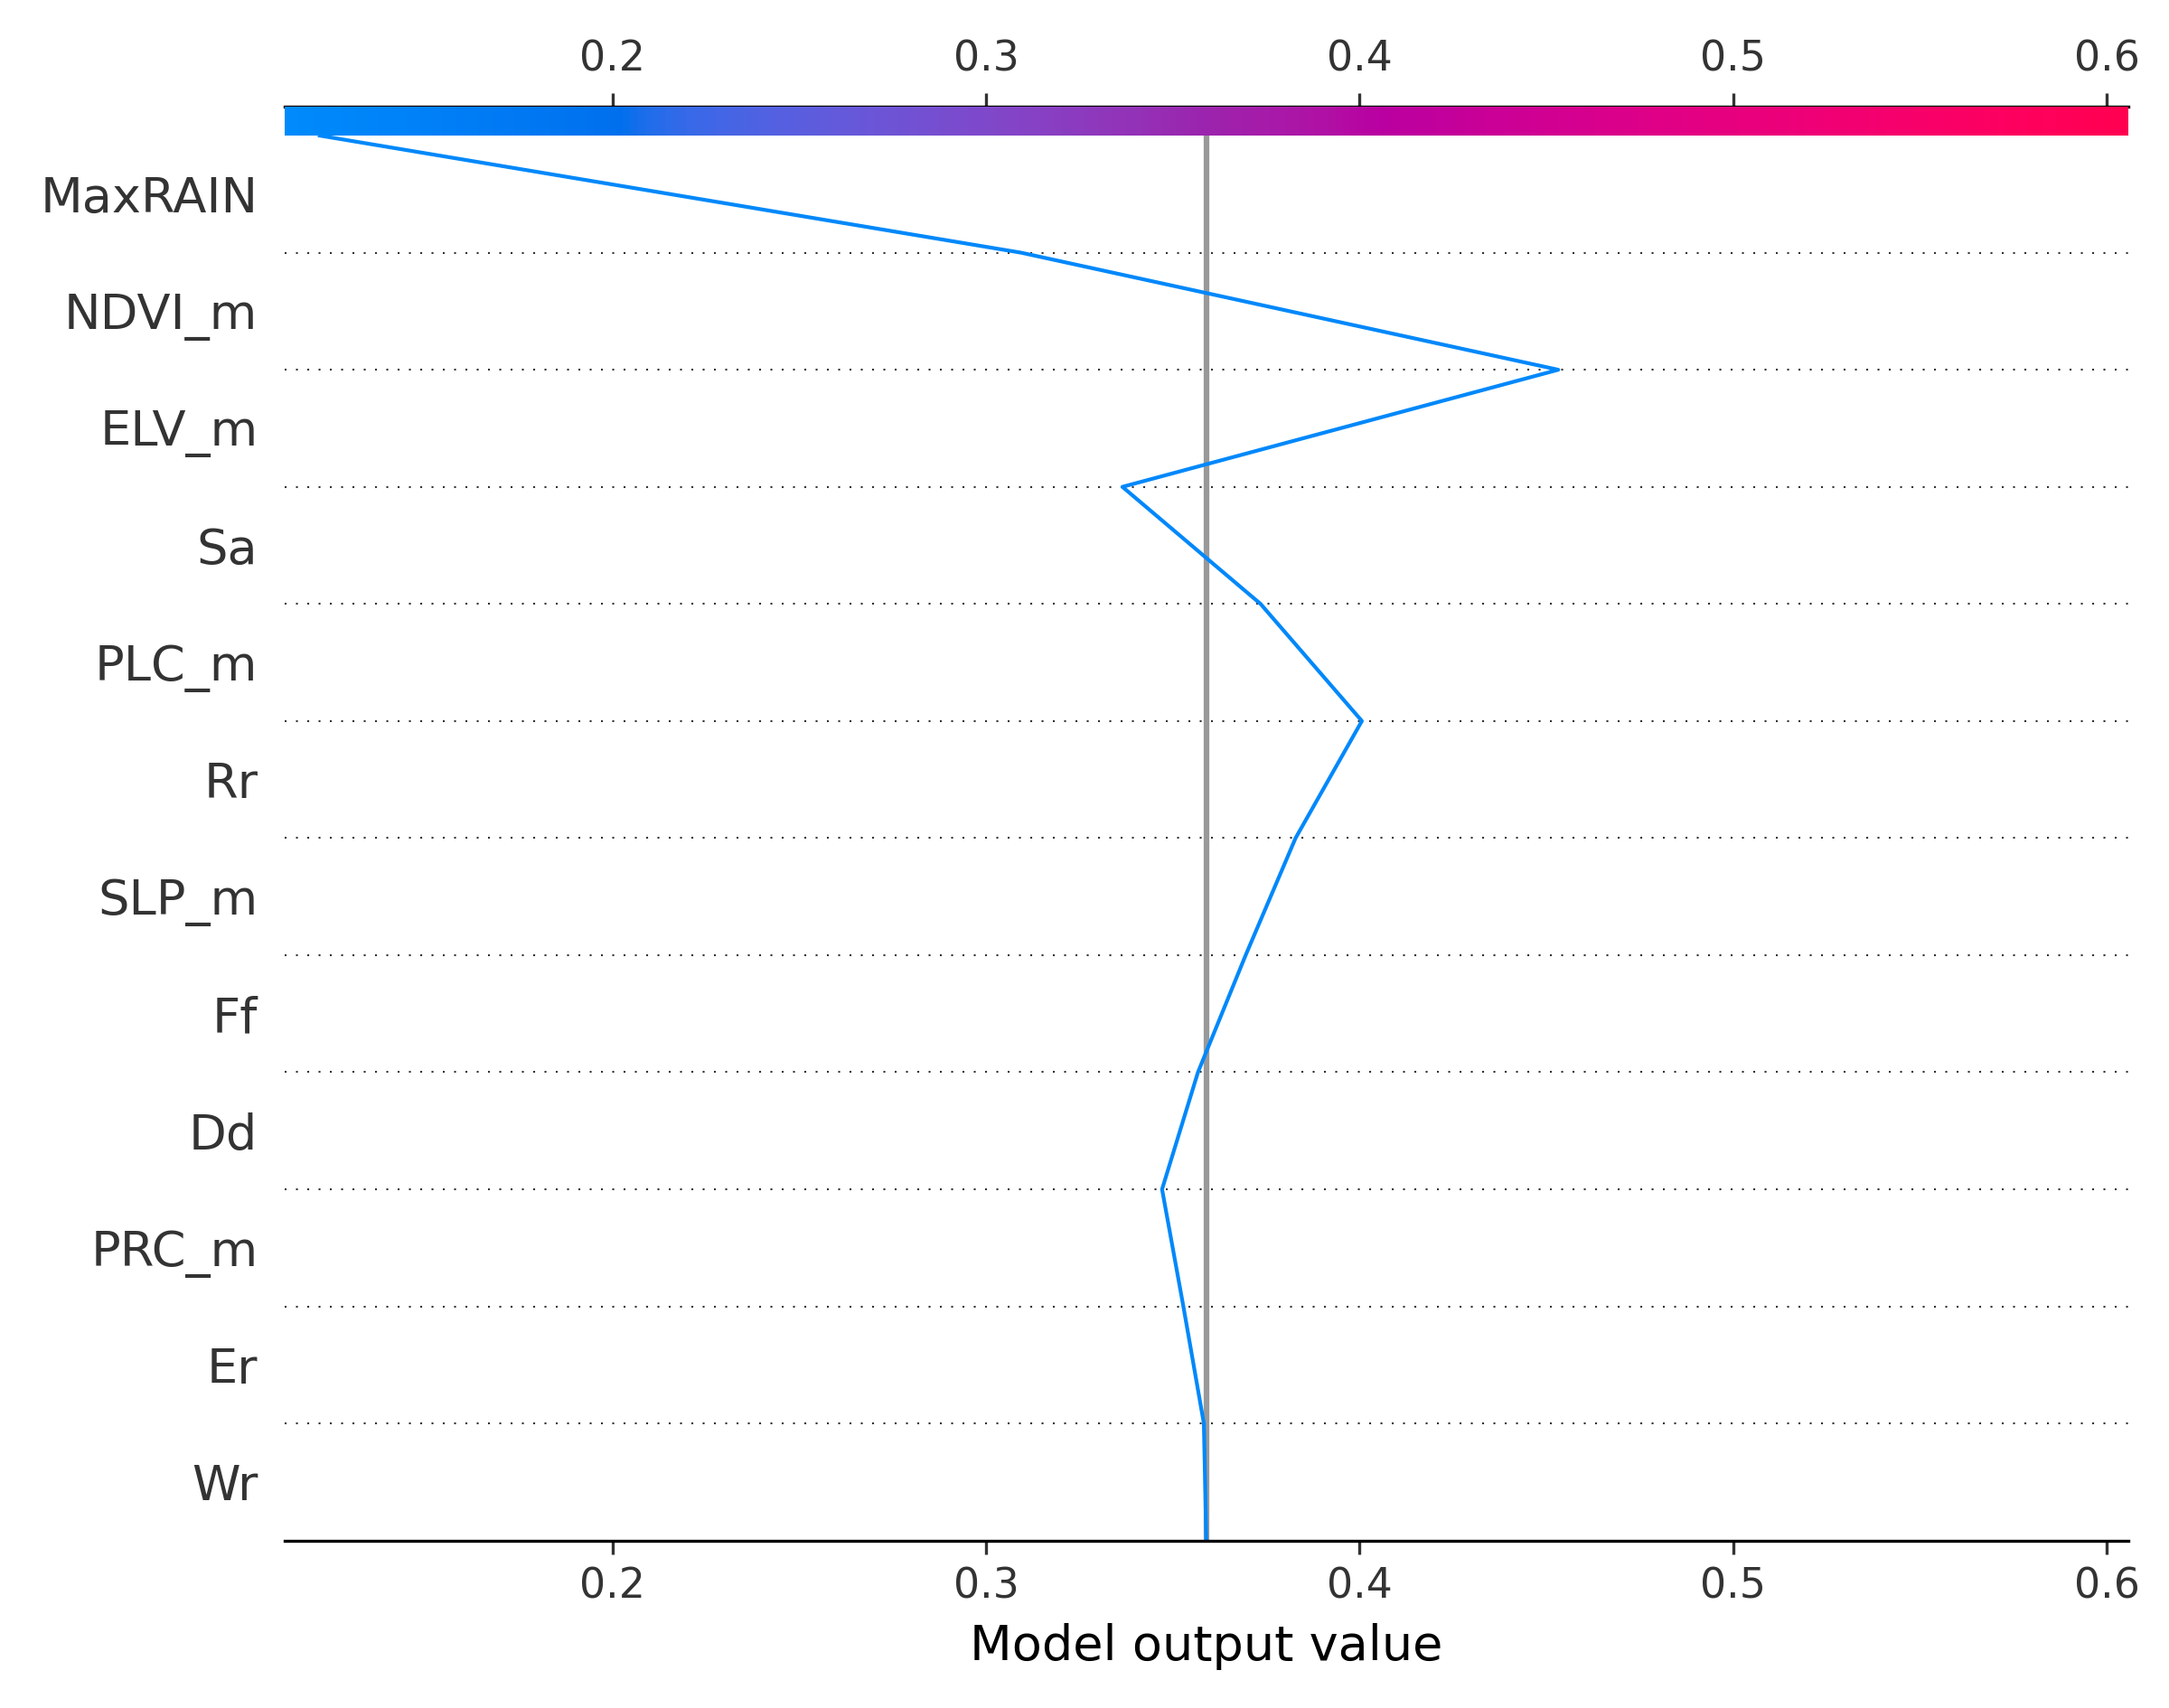 0.2 0.3 0.4 0.5 0.6
MaxRAIN
NDVI_m
ELV_m
Sa
PLC_m
Rr
SLP_m
Ff
Dd
PRC_m
Er
Wr
0.2 0.3 0.4 0.5 0.6
Model output value